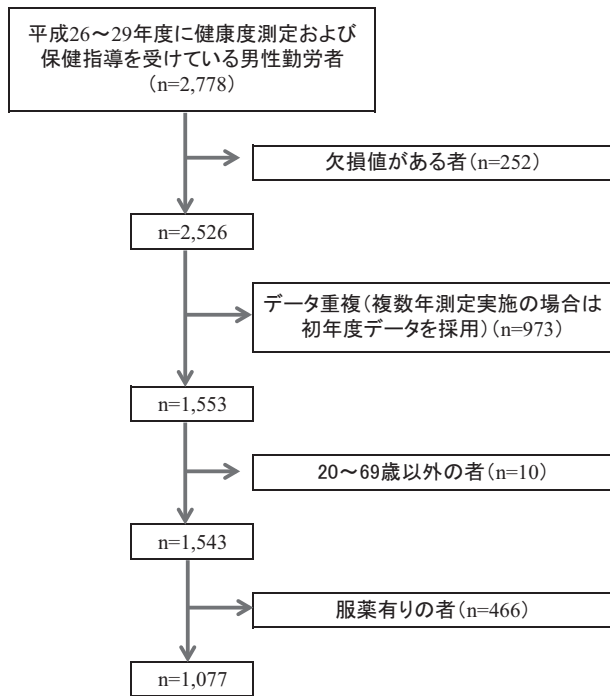 平成26～29年度に健康度測定および
保健指導を受けている男性勤労者
（n=2,778）
欠損値がある者（n=252）
n=2,526
データ重複（複数年測定実施の場合は
初年度データを採用）（n=973）
n=1,553
20～69歳以外の者（n=10）
n=1,543
服薬有りの者（n=466）
n=1,077